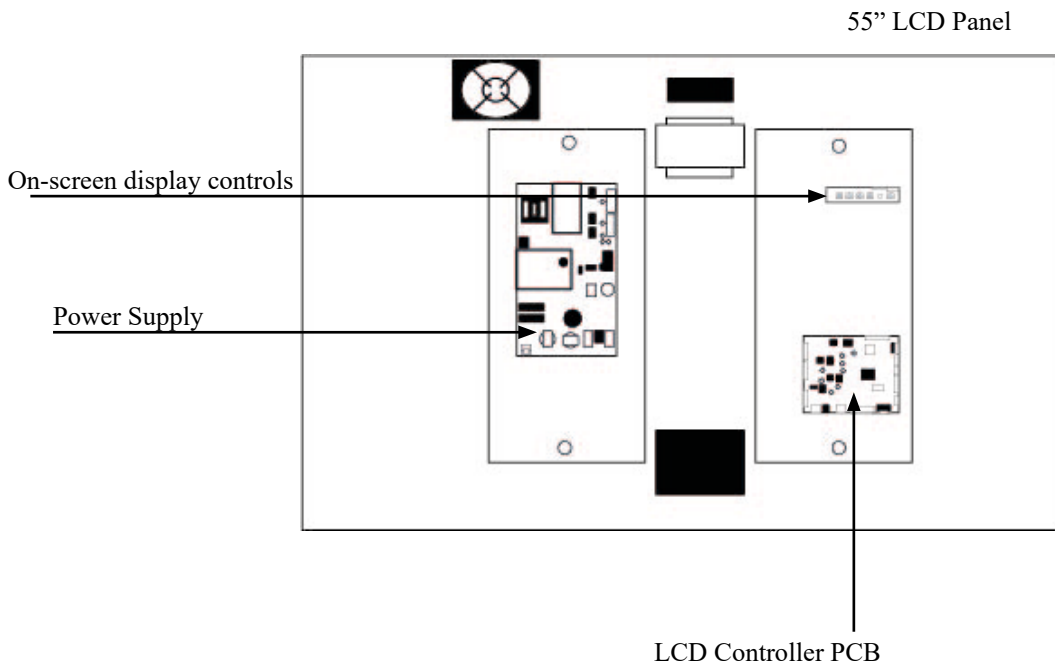 55” LCD Panel
On-screen display controls
Power Supply
LCD Controller PCB